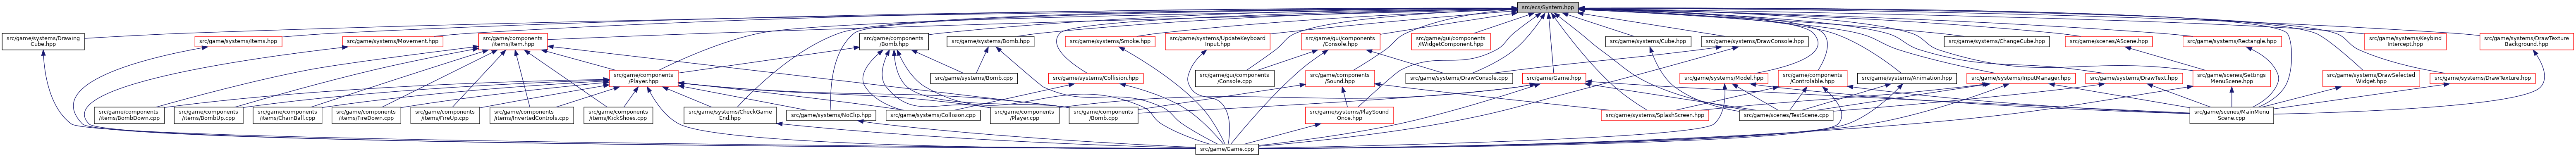 src/ecs/System.hpp
src/game/systems/Drawing
Cube.hpp
src/game/systems/Items.hpp
src/game/systems/Movement.hpp
src/game/components
/items/Item.hpp
src/game/components
/Bomb.hpp
src/game/systems/Bomb.hpp
src/game/systems/Smoke.hpp
src/game/systems/UpdateKeyboard
Input.hpp
src/game/gui/components
/Console.hpp
src/game/gui/components
/IWidgetComponent.hpp
src/game/systems/Cube.hpp
src/game/systems/DrawConsole.hpp
src/game/systems/ChangeCube.hpp
src/game/scenes/AScene.hpp
src/game/systems/Rectangle.hpp
src/game/systems/Keybind
Intercept.hpp
src/game/systems/DrawTexture
Background.hpp
src/game/components
/Player.hpp
src/game/systems/Bomb.cpp
src/game/systems/Collision.hpp
src/game/gui/components
/Console.cpp
src/game/components
/Sound.hpp
src/game/systems/DrawConsole.cpp
src/game/Game.hpp
src/game/systems/Model.hpp
src/game/components
/Controlable.hpp
src/game/systems/Animation.hpp
src/game/systems/InputManager.hpp
src/game/systems/DrawText.hpp
src/game/scenes/Settings
MenuScene.hpp
src/game/systems/DrawSelected
Widget.hpp
src/game/systems/DrawTexture.hpp
src/game/components
/items/BombDown.cpp
src/game/components
/items/BombUp.cpp
src/game/components
/items/ChainBall.cpp
src/game/components
/items/FireDown.cpp
src/game/components
/items/FireUp.cpp
src/game/components
/items/InvertedControls.cpp
src/game/components
/items/KickShoes.cpp
src/game/systems/CheckGame
End.hpp
src/game/systems/NoClip.hpp
src/game/systems/Collision.cpp
src/game/components
/Player.cpp
src/game/components
/Bomb.cpp
src/game/systems/PlaySound
Once.hpp
src/game/systems/SplashScreen.hpp
src/game/scenes/TestScene.cpp
src/game/scenes/MainMenu
Scene.cpp
src/game/Game.cpp